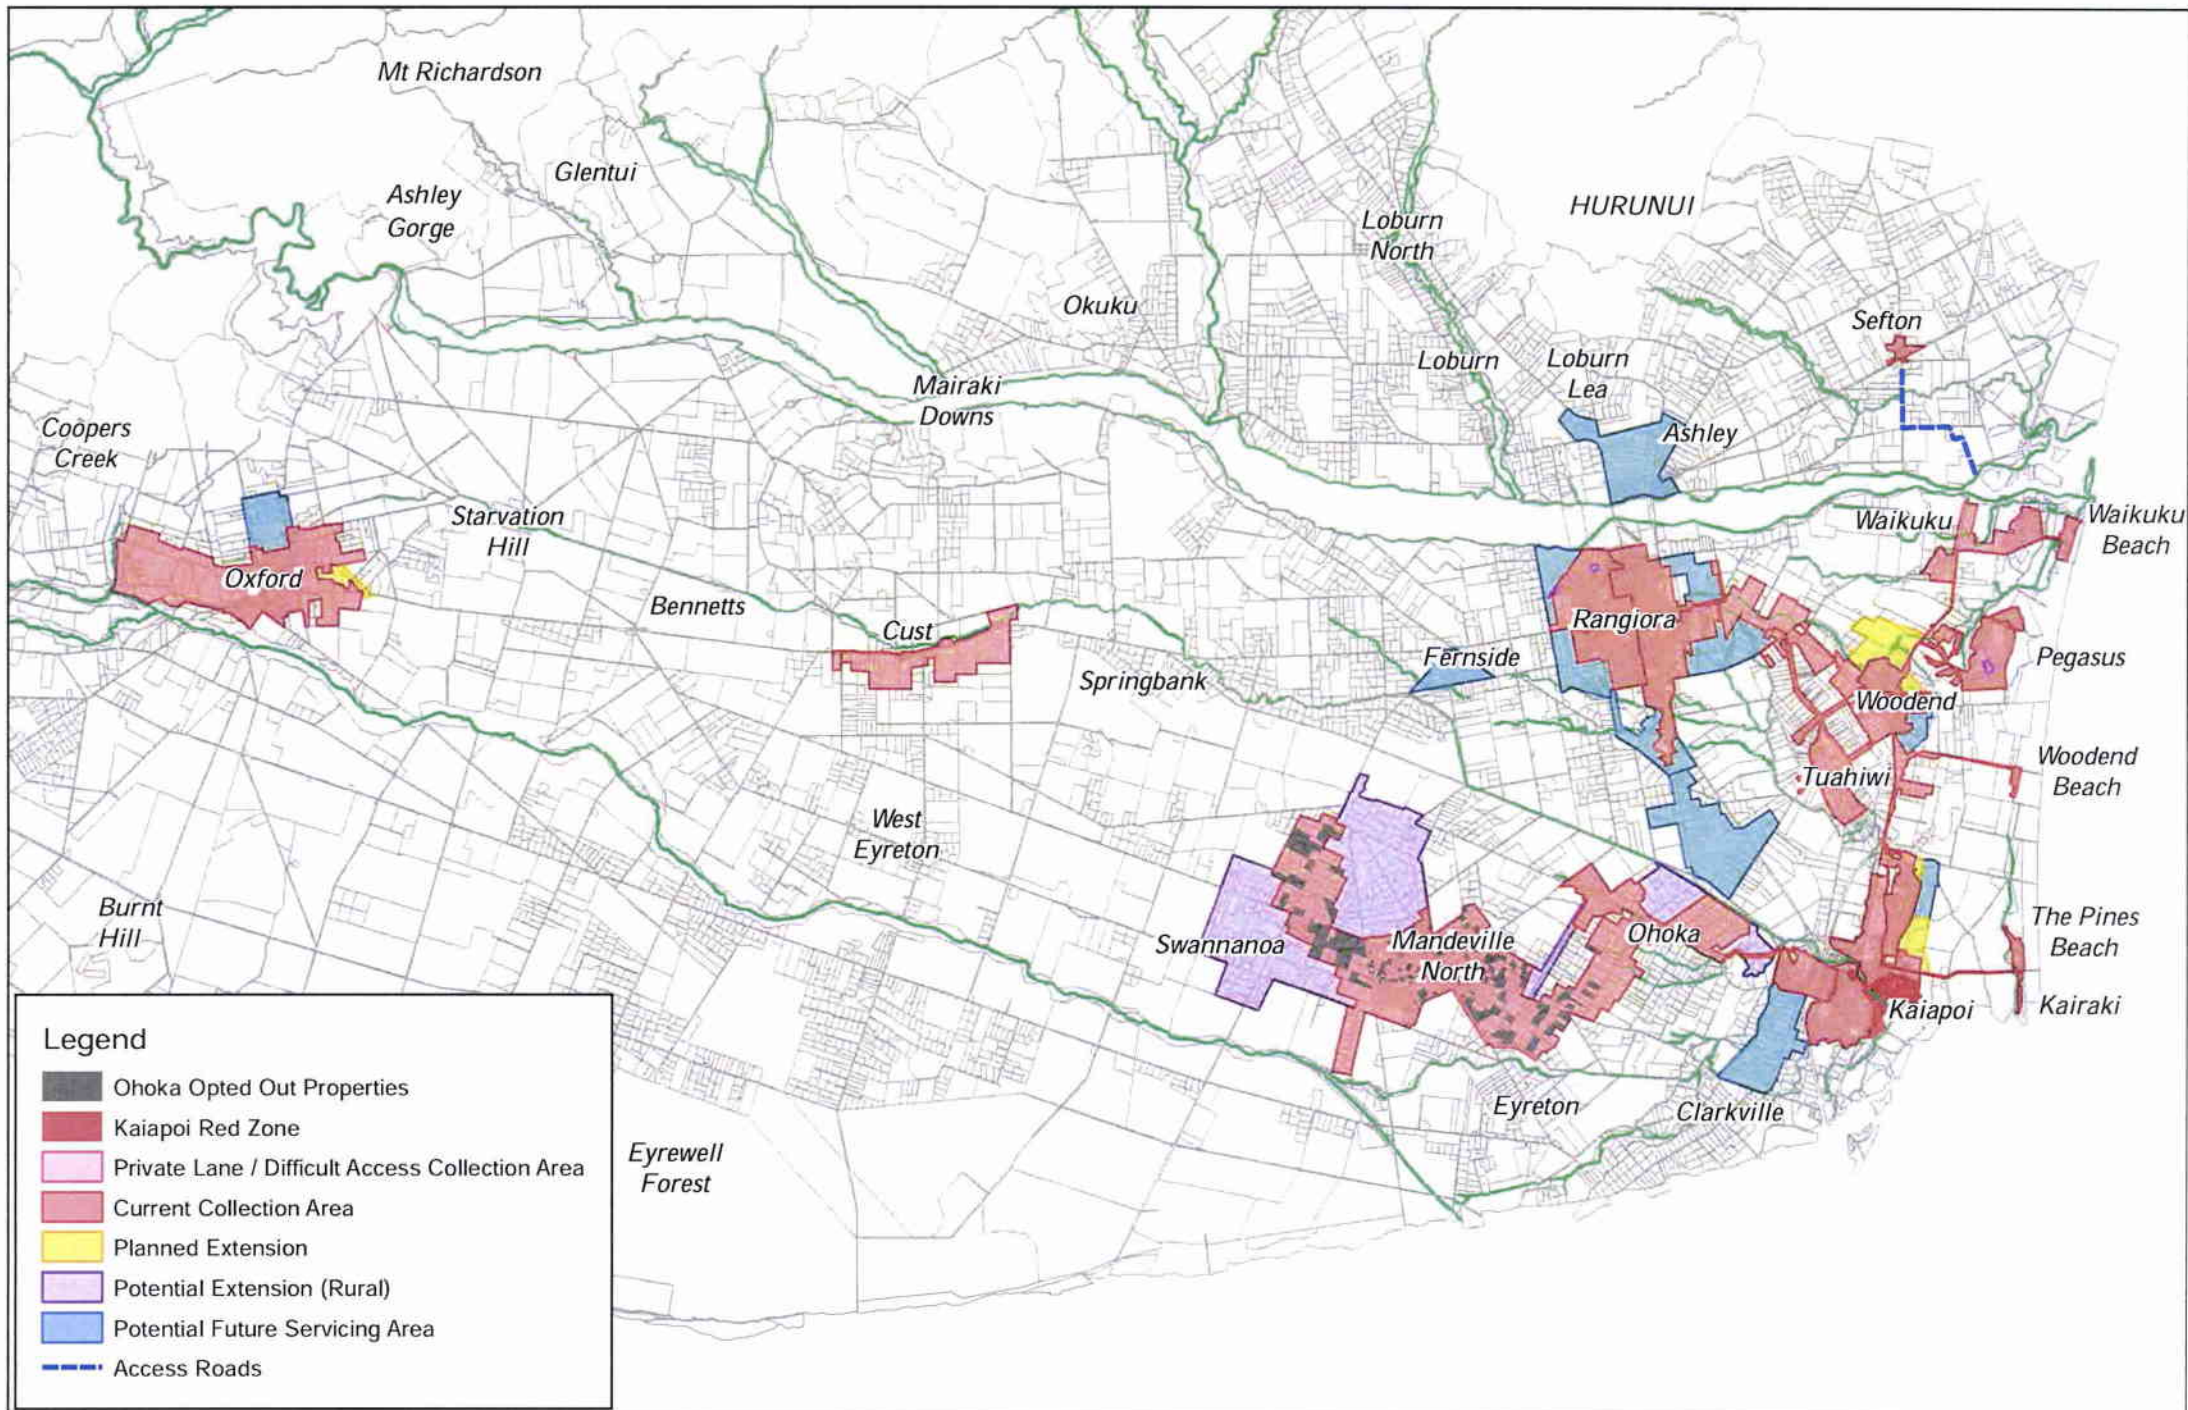 Mt Richardson
Glentui
Ashley
Gorge
HURUNUI
Loburn
North
Okuku
Sefton
Loburn
Loburn
Lea
Mairaki
Downs
Ashley
Coopers
Creek
Starvation
Hill
Waikuku
Waikuku
Beach
Oxford
Bennetts
Cust
Rangiora
Fernside
Springbank
Pegasus
Woodend
Woodend
Beach
Tuahiwi
West
Eyreton
Burnt
Hill
Swannanoa
Mandeville
North
Ohoka
The Pines
Beach
Kaiapoi
Kairaki
Eyreton
Clarkville
Eyrewell
Forest
Legend
Ohoka Opted Out Properties
Kaiapoi Red Zone
Private Lane / Difficult Access Collection Area
Current Collection Area
Planned Extension
Potential Extension (Rural)
Potential Future Servicing Area
Access Roads